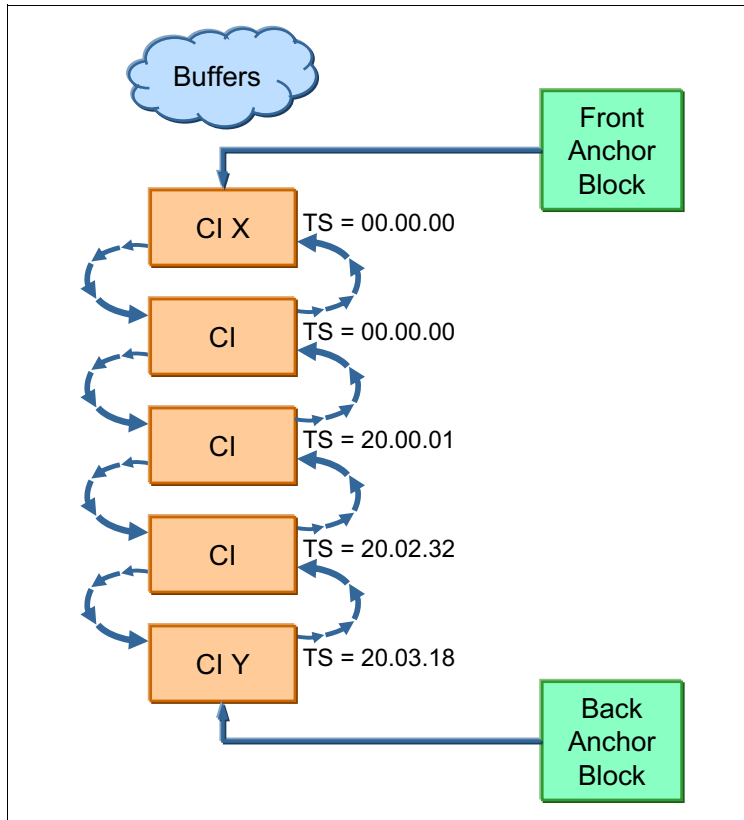 Buffers
Front
Anchor
Block
CI X
TS = 00.00.00
CI
TS = 00.00.00
CI
TS = 20.00.01
CI
TS = 20.02.32
CI Y
TS = 20.03.18
Back
Anchor
Block